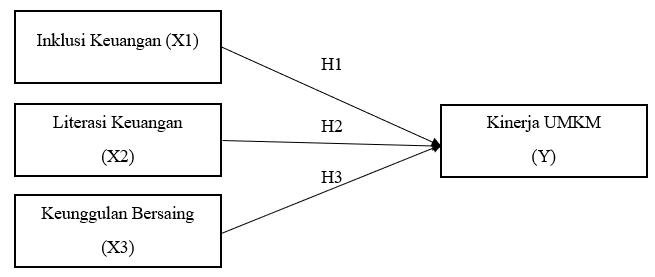 Inklusi Keuangan (X1)
H1
Literasi Keuangan
(X2)
H2
Kinerja UMKM
(Y)
H3
Keunggulan Bersaing
(X3)